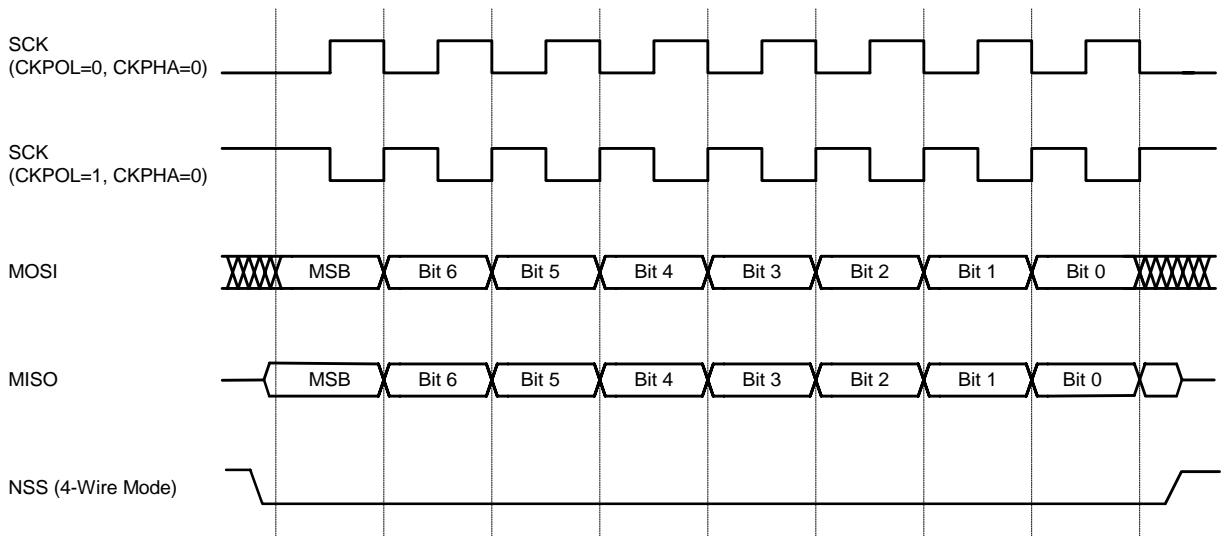 SCK
(CKPOL=0, CKPHA=0)
SCK
(CKPOL=1, CKPHA=0)
MOSI
MSB Bit 6 Bit 5 Bit 4 Bit 3 Bit 2 Bit 1 Bit 0
MISO
MSB Bit 6 Bit 5 Bit 4 Bit 3 Bit 2 Bit 1 Bit 0
NSS (4-Wire Mode)